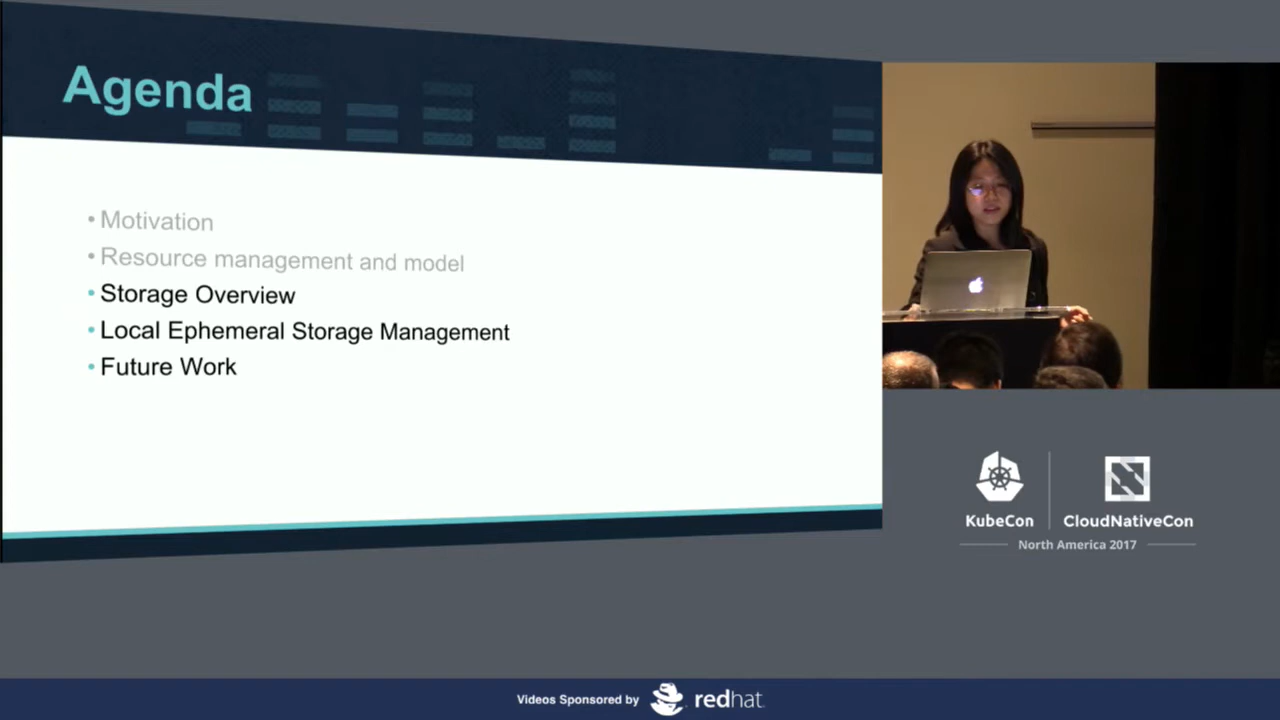 Agenda
• Motivation
• Resource management and model
• Storage Overview
• Local Ephemeral Storage Management
• Future Work
KubeCon
CloudNativeCon
North America 2017
Videos Sponsored by redhat.